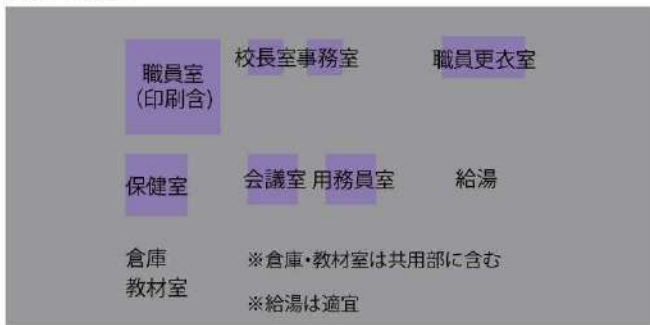 職員室
(印刷含)
校長室
事務室
職員更衣室
保健室
会議室
用務員室
給湯
倉庫
教材室
※倉庫・教材室は共用部に含む
※給湯は適宜